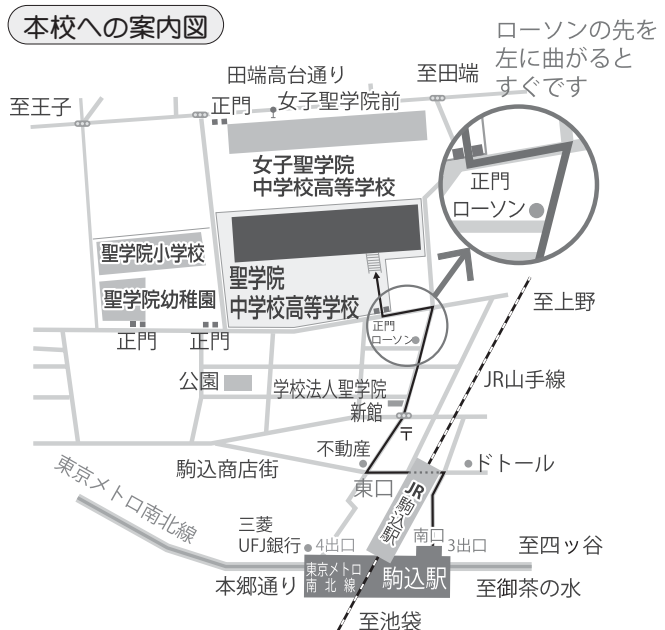 本校への案内図
ローソンの先を
左に曲がると
すぐです
田端高台通り
至田端
至王子
正門
女子聖学院前
女子聖学院
中学校高等学校
正門
ローソン
聖学院小学校
聖学院
中学校高等学校
聖学院幼稚園
至上野
正門
正門
正門
ローソン
公園
学校法人聖学院
新館
JR山手線
〒
不動産
駒込商店街
ドトール
東口
JR
駒込駅
東京メトロ南北線
三菱
UFJ銀行
4出口
南口
3出口
至四ッ谷
本郷通り
東京メトロ
南北線
駒込駅
至御茶の水
至池袋